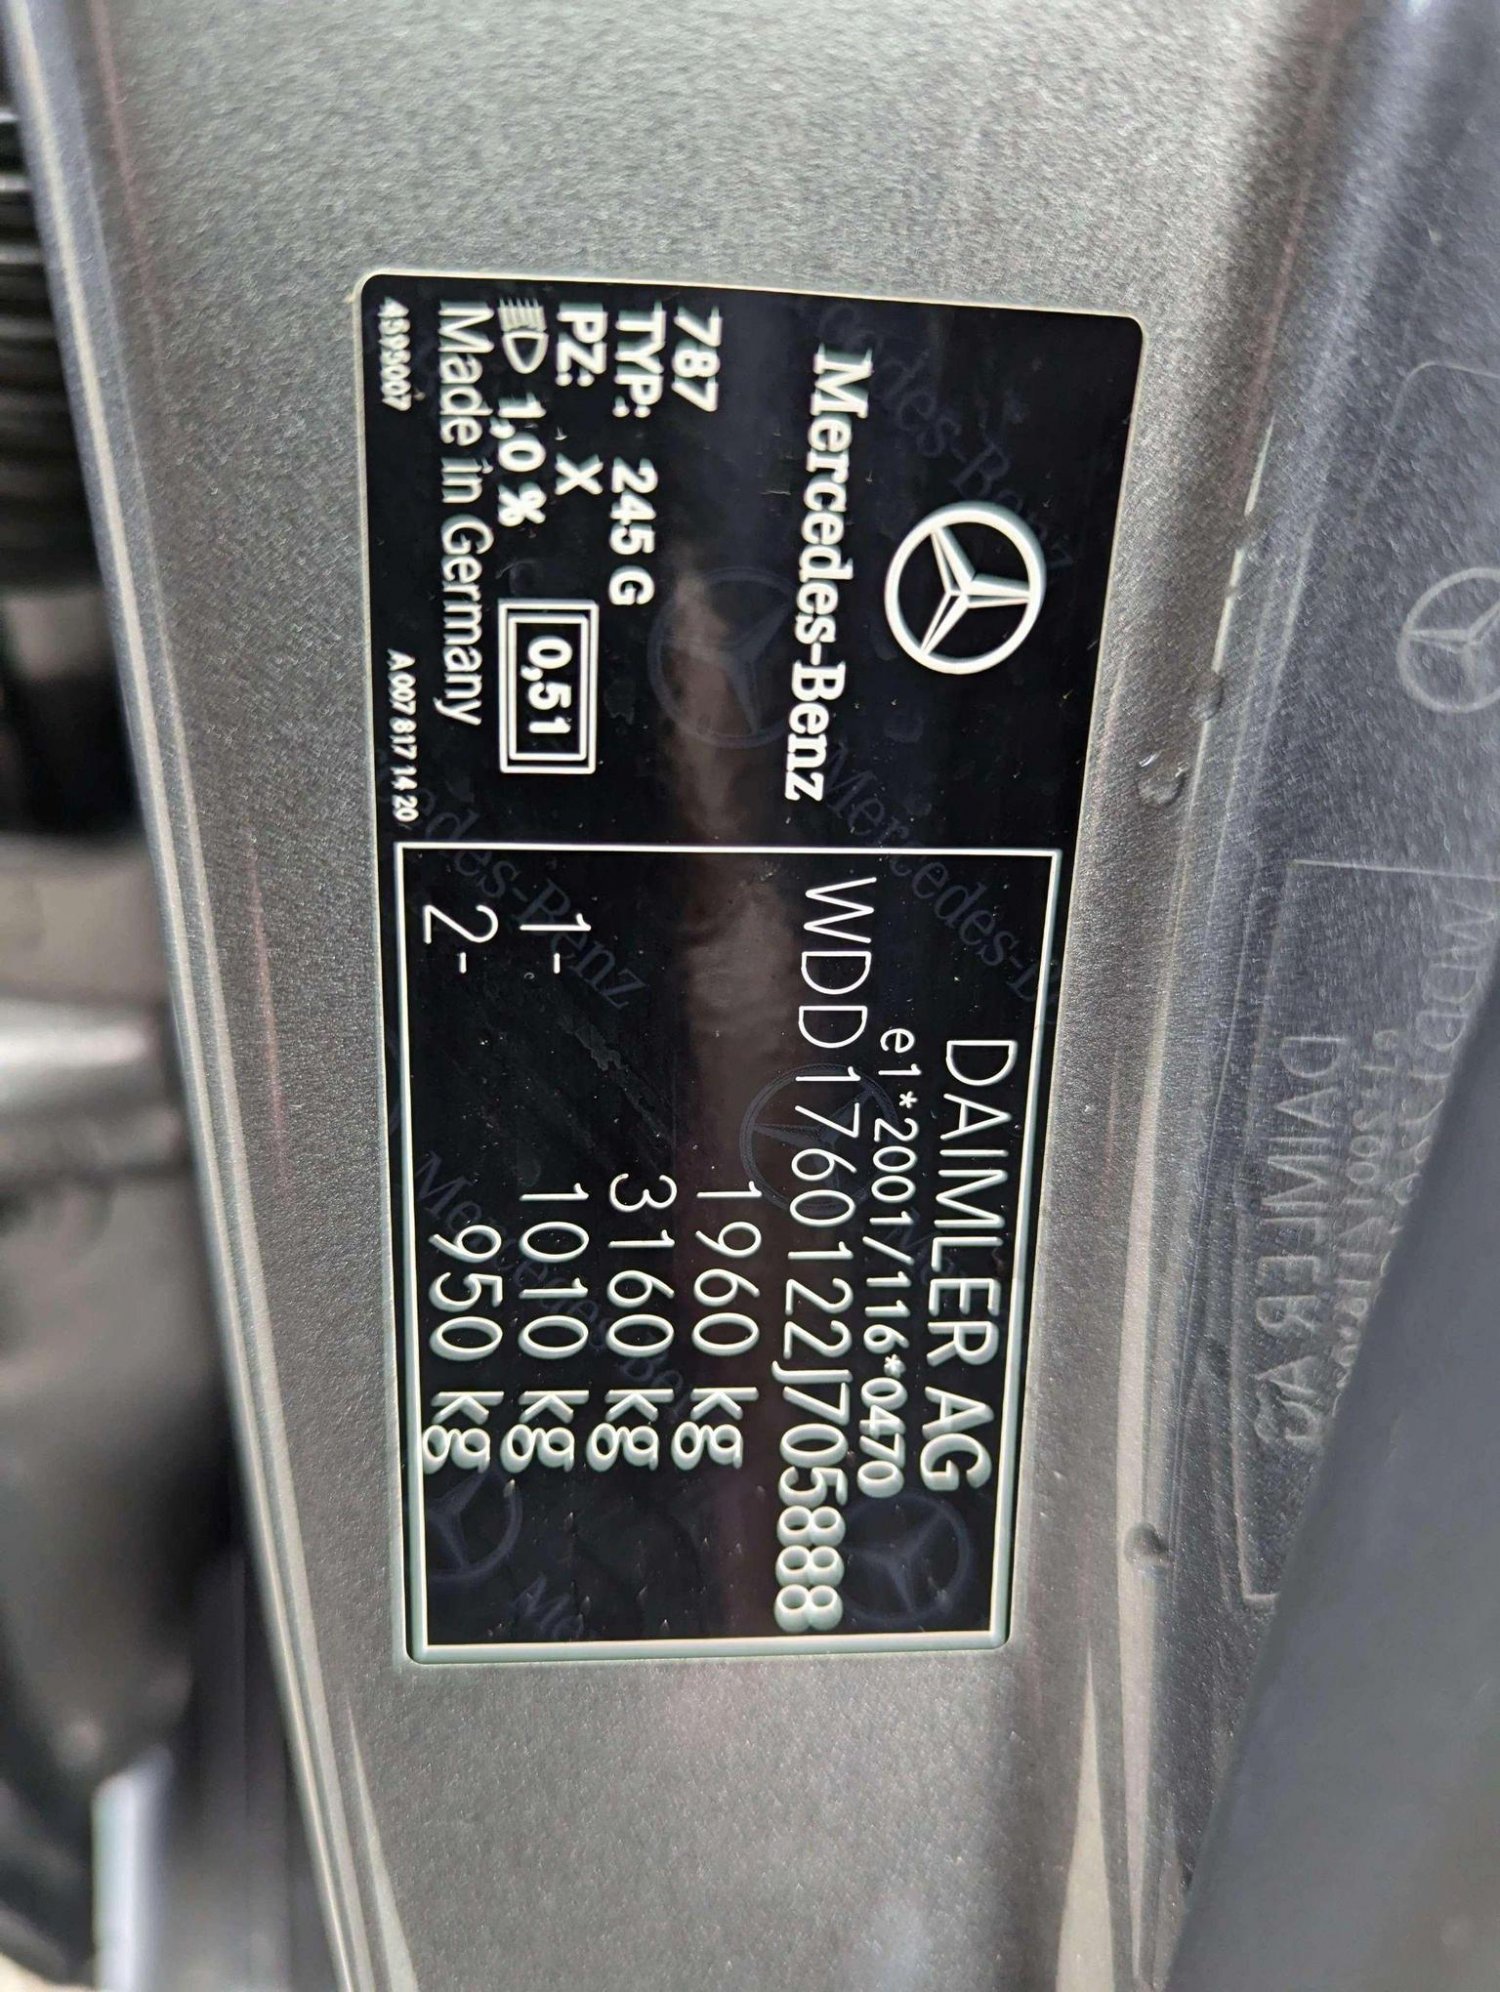 Mercedes-Benz
787
TYP: 245 G
PZ: X
1,0 % 0,51
Made in Germany
4595007 A 007 817 14 20
DAIMLER AG
e1*2001/116*0470
WDD1760122J705888
1960 kg
3160 kg
1- 1010 kg
2- 950 kg